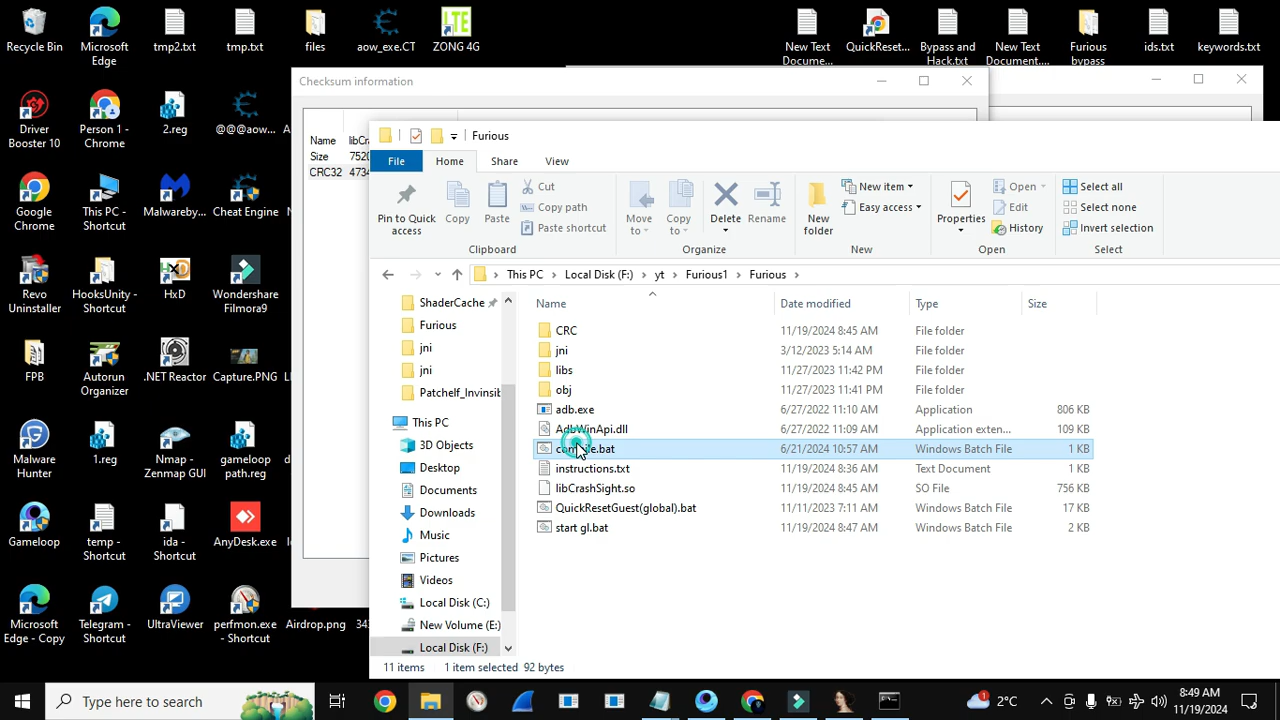 Recycle Bin
Microsoft
Edge
tmp2.txt
tmp.txt
files
aow_exe.CT
ZONG 4G
New Text
Docume...
QuickReset...
Bypass and
Hack.txt
New Text
Document....
Furious
bypass
ids.txt
keywords.txt
Driver
Booster 10
Person 1 -
Chrome
2.reg
@@@aow...
Google
Chrome
This PC -
Shortcut
Malwareby...
Cheat Engine
Revo
Uninstaller
HooksUnity -
Shortcut
HxD
Wondershare
Filmora9
FPB
Autorun
Organizer
.NET Reactor
Capture.PNG
Malware
Hunter
1.reg
Nmap -
Zenmap GUI
gameloop
path.reg
Gameloop
temp -
Shortcut
ida -
Shortcut
AnyDesk.exe
Microsoft
Edge - Copy
Telegram -
Shortcut
UltraViewer
perfmon.exe
- Shortcut
Airdrop.png
Checksum information
Name
Size
CRC32
Furious
File
Home
Share
View
Pin to Quick
access
Copy
Paste
Cut
Copy path
Paste shortcut
Clipboard
Move
to
Copy
to
Delete
Rename
Organize
New
folder
New item
Easy access
New
Properties
Open
Edit
History
Open
Select all
Select none
Invert selection
Select
This PC
Local Disk (F:)
yt
Furious1
Furious
ShaderCache
Furious
jni
jni
Patchelf_Invinsib
This PC
3D Objects
Desktop
Documents
Downloads
Music
Pictures
Videos
Local Disk (C:)
New Volume (E:)
Local Disk (F:)
Name Date modified Type Size
CRC 11/19/2024 8:45 AM File folder
jni 3/12/2023 5:14 AM File folder
libs 11/27/2023 11:42 PM File folder
obj 11/27/2023 11:41 PM File folder
adb.exe 6/27/2022 11:10 AM Application 806 KB
AdbWinApi.dll 6/27/2022 11:09 AM Application exten... 109 KB
6/21/2024 10:57 AM Windows Batch File 1 KB
instructions.txt 11/19/2024 8:36 AM Text Document 1 KB
libCrashSight.so 11/19/2024 8:45 AM SO File 756 KB
QuickResetGuest(global).bat 11/11/2023 7:11 AM Windows Batch File 17 KB
start gl.bat 11/19/2024 8:47 AM Windows Batch File 2 KB
11 items 1 item selected 92 bytes
Type here to search
LTE
1
2°C
8:49 AM
11/19/2024